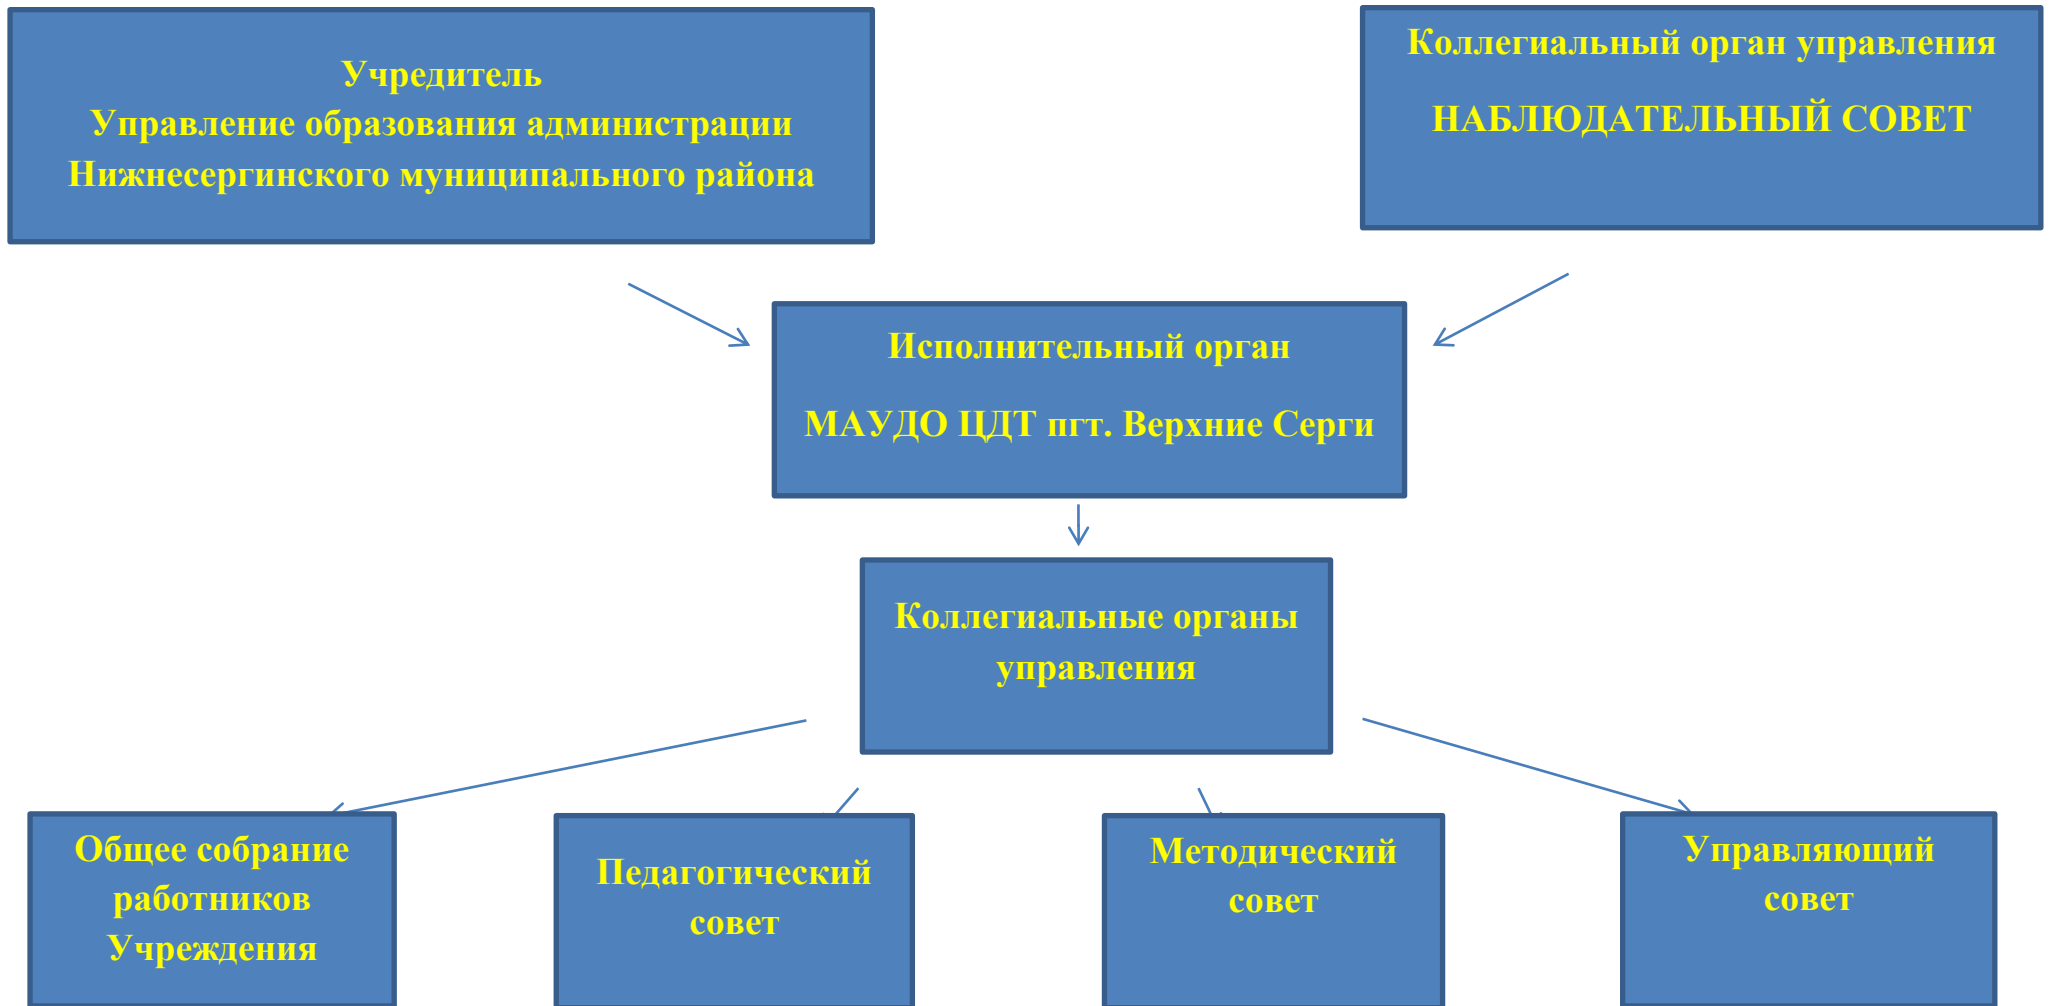 Учредитель
Управление образования администрации
Нижнесергинского муниципального района
Коллегиальный орган управления
НАБЛЮДАТЕЛЬНЫЙ СОВЕТ
Исполнительный орган
МАУДО ЦДТ пгт. Верхние Серги
Коллегиальные органы
управления
Общее собрание
работников
Учреждения
Педагогический
совет
Методический
совет
Управляющий
совет